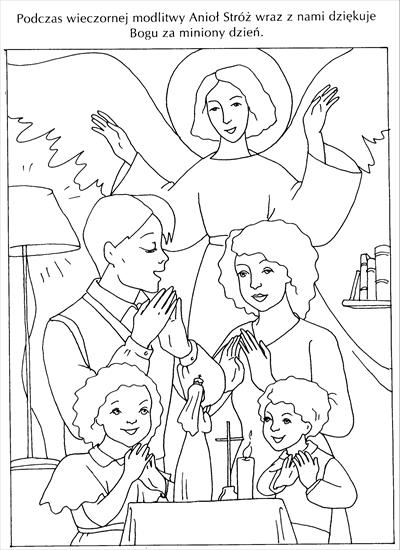 Podczas wieczornej modlitwy Anioł Stróż wraz z nami dziękuje
Bogu za miniony dzień.